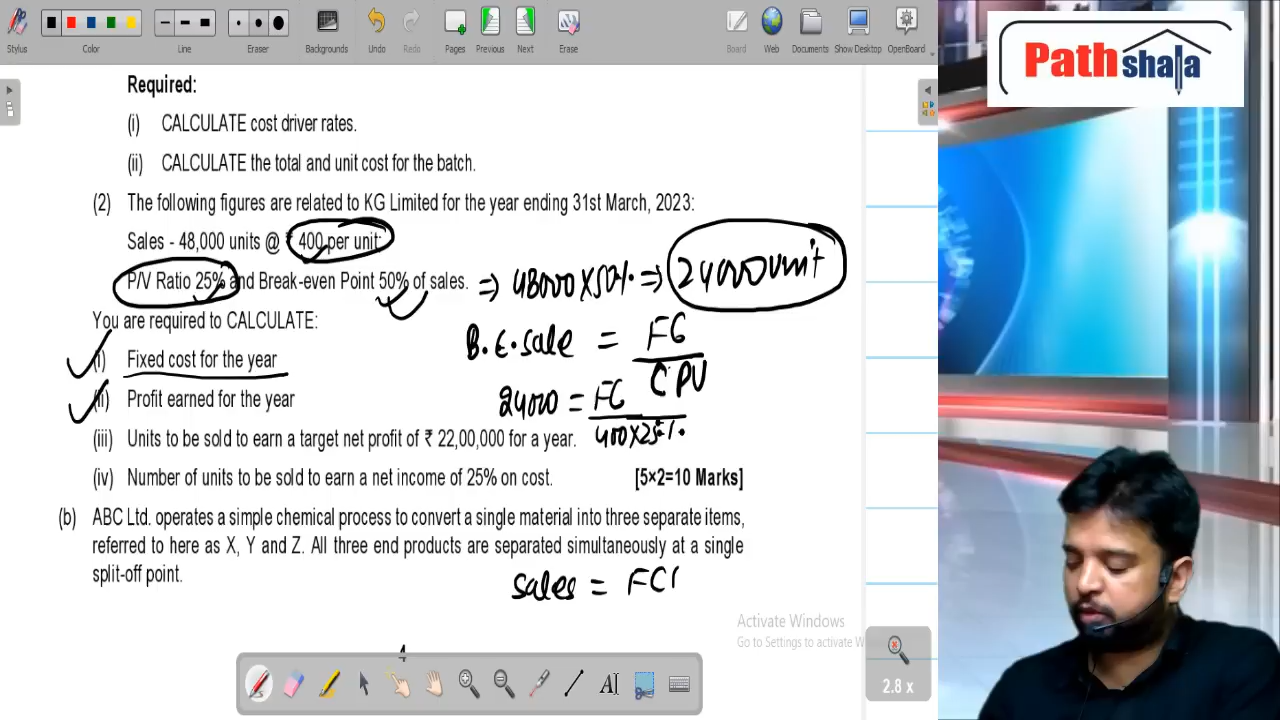 Stylus
Color
Line
Eraser
Backgrounds
Undo
Redo
Pages
Previous
Next
Erase
Board
Web
Documents
Show Desktop
OpenBoard
Path shala
Required:
(i) CALCULATE cost driver rates.
(ii) CALCULATE the total and unit cost for the batch.
(2) The following figures are related to KG Limited for the year ending 31st March, 2023:
Sales - 48,000 units @ ₹ 400 per unit;
P/V Ratio 25% and Break-even Point 50% of sales. ⇒ 48000 X 50%. ⇒ 24000 unit
You are required to CALCULATE:
B.E. Sale = FC / CPU
(i) Fixed cost for the year
(ii) Profit earned for the year
24000 = FC / 400 X 25%.
(iii) Units to be sold to earn a target net profit of ₹ 22,00,000 for a year.
(iv) Number of units to be sold to earn a net income of 25% on cost. [5×2=10 Marks]
(b) ABC Ltd. operates a simple chemical process to convert a single material into three separate items,
referred to here as X, Y and Z. All three end products are separated simultaneously at a single
split-off point.
Sales = FC
Activate Windows
Go to Settings to activate W
2.8 x